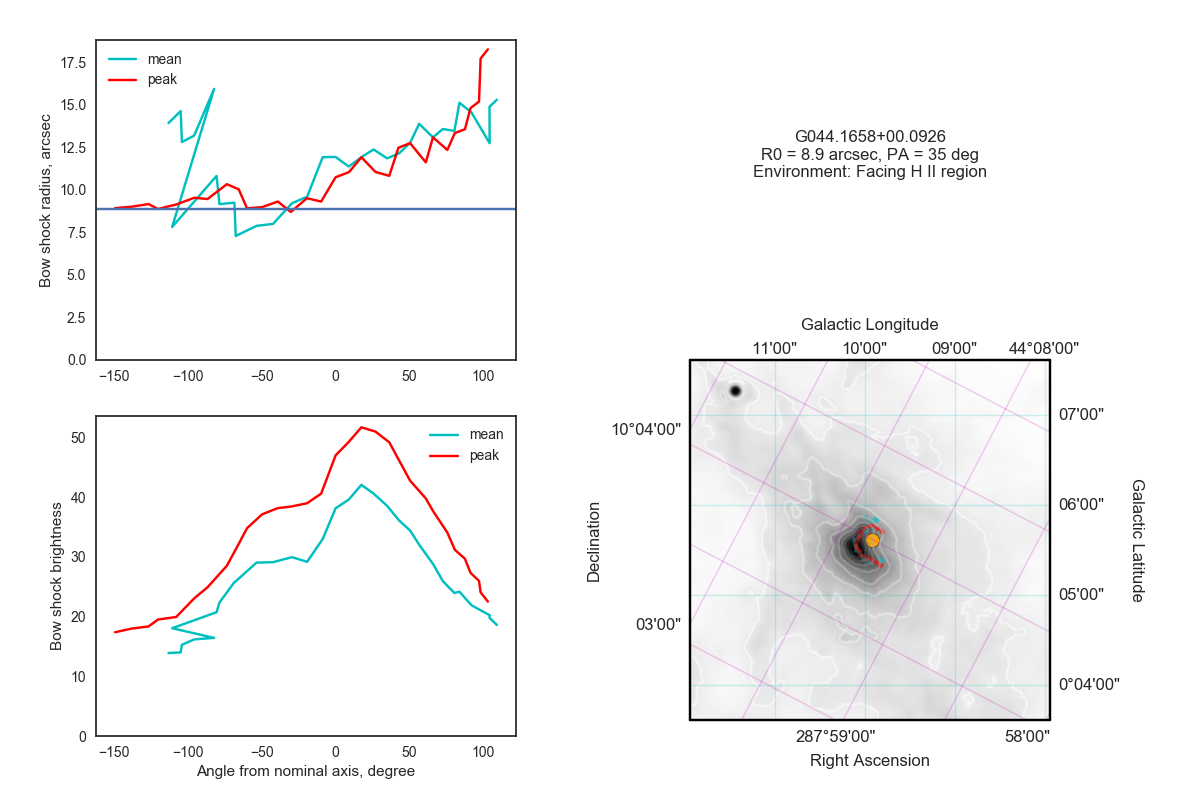 17.5
15.0
12.5
10.0
7.5
5.0
2.5
0.0
Bow shock radius, arcsec
mean
peak
−150
−100
−50
0
50
100
50
40
30
20
10
0
Bow shock brightness
mean
peak
−150
−100
−50
0
50
100
Angle from nominal axis, degree
G044.1658+00.0926
R0 = 8.9 arcsec, PA = 35 deg
Environment: Facing H II region
Galactic Longitude
11'00"
10'00"
09'00"
44°08'00"
10°04'00"
03'00"
Declination
07'00"
06'00"
05'00"
0°04'00"
Galactic Latitude
287°59'00"
58'00"
Right Ascension